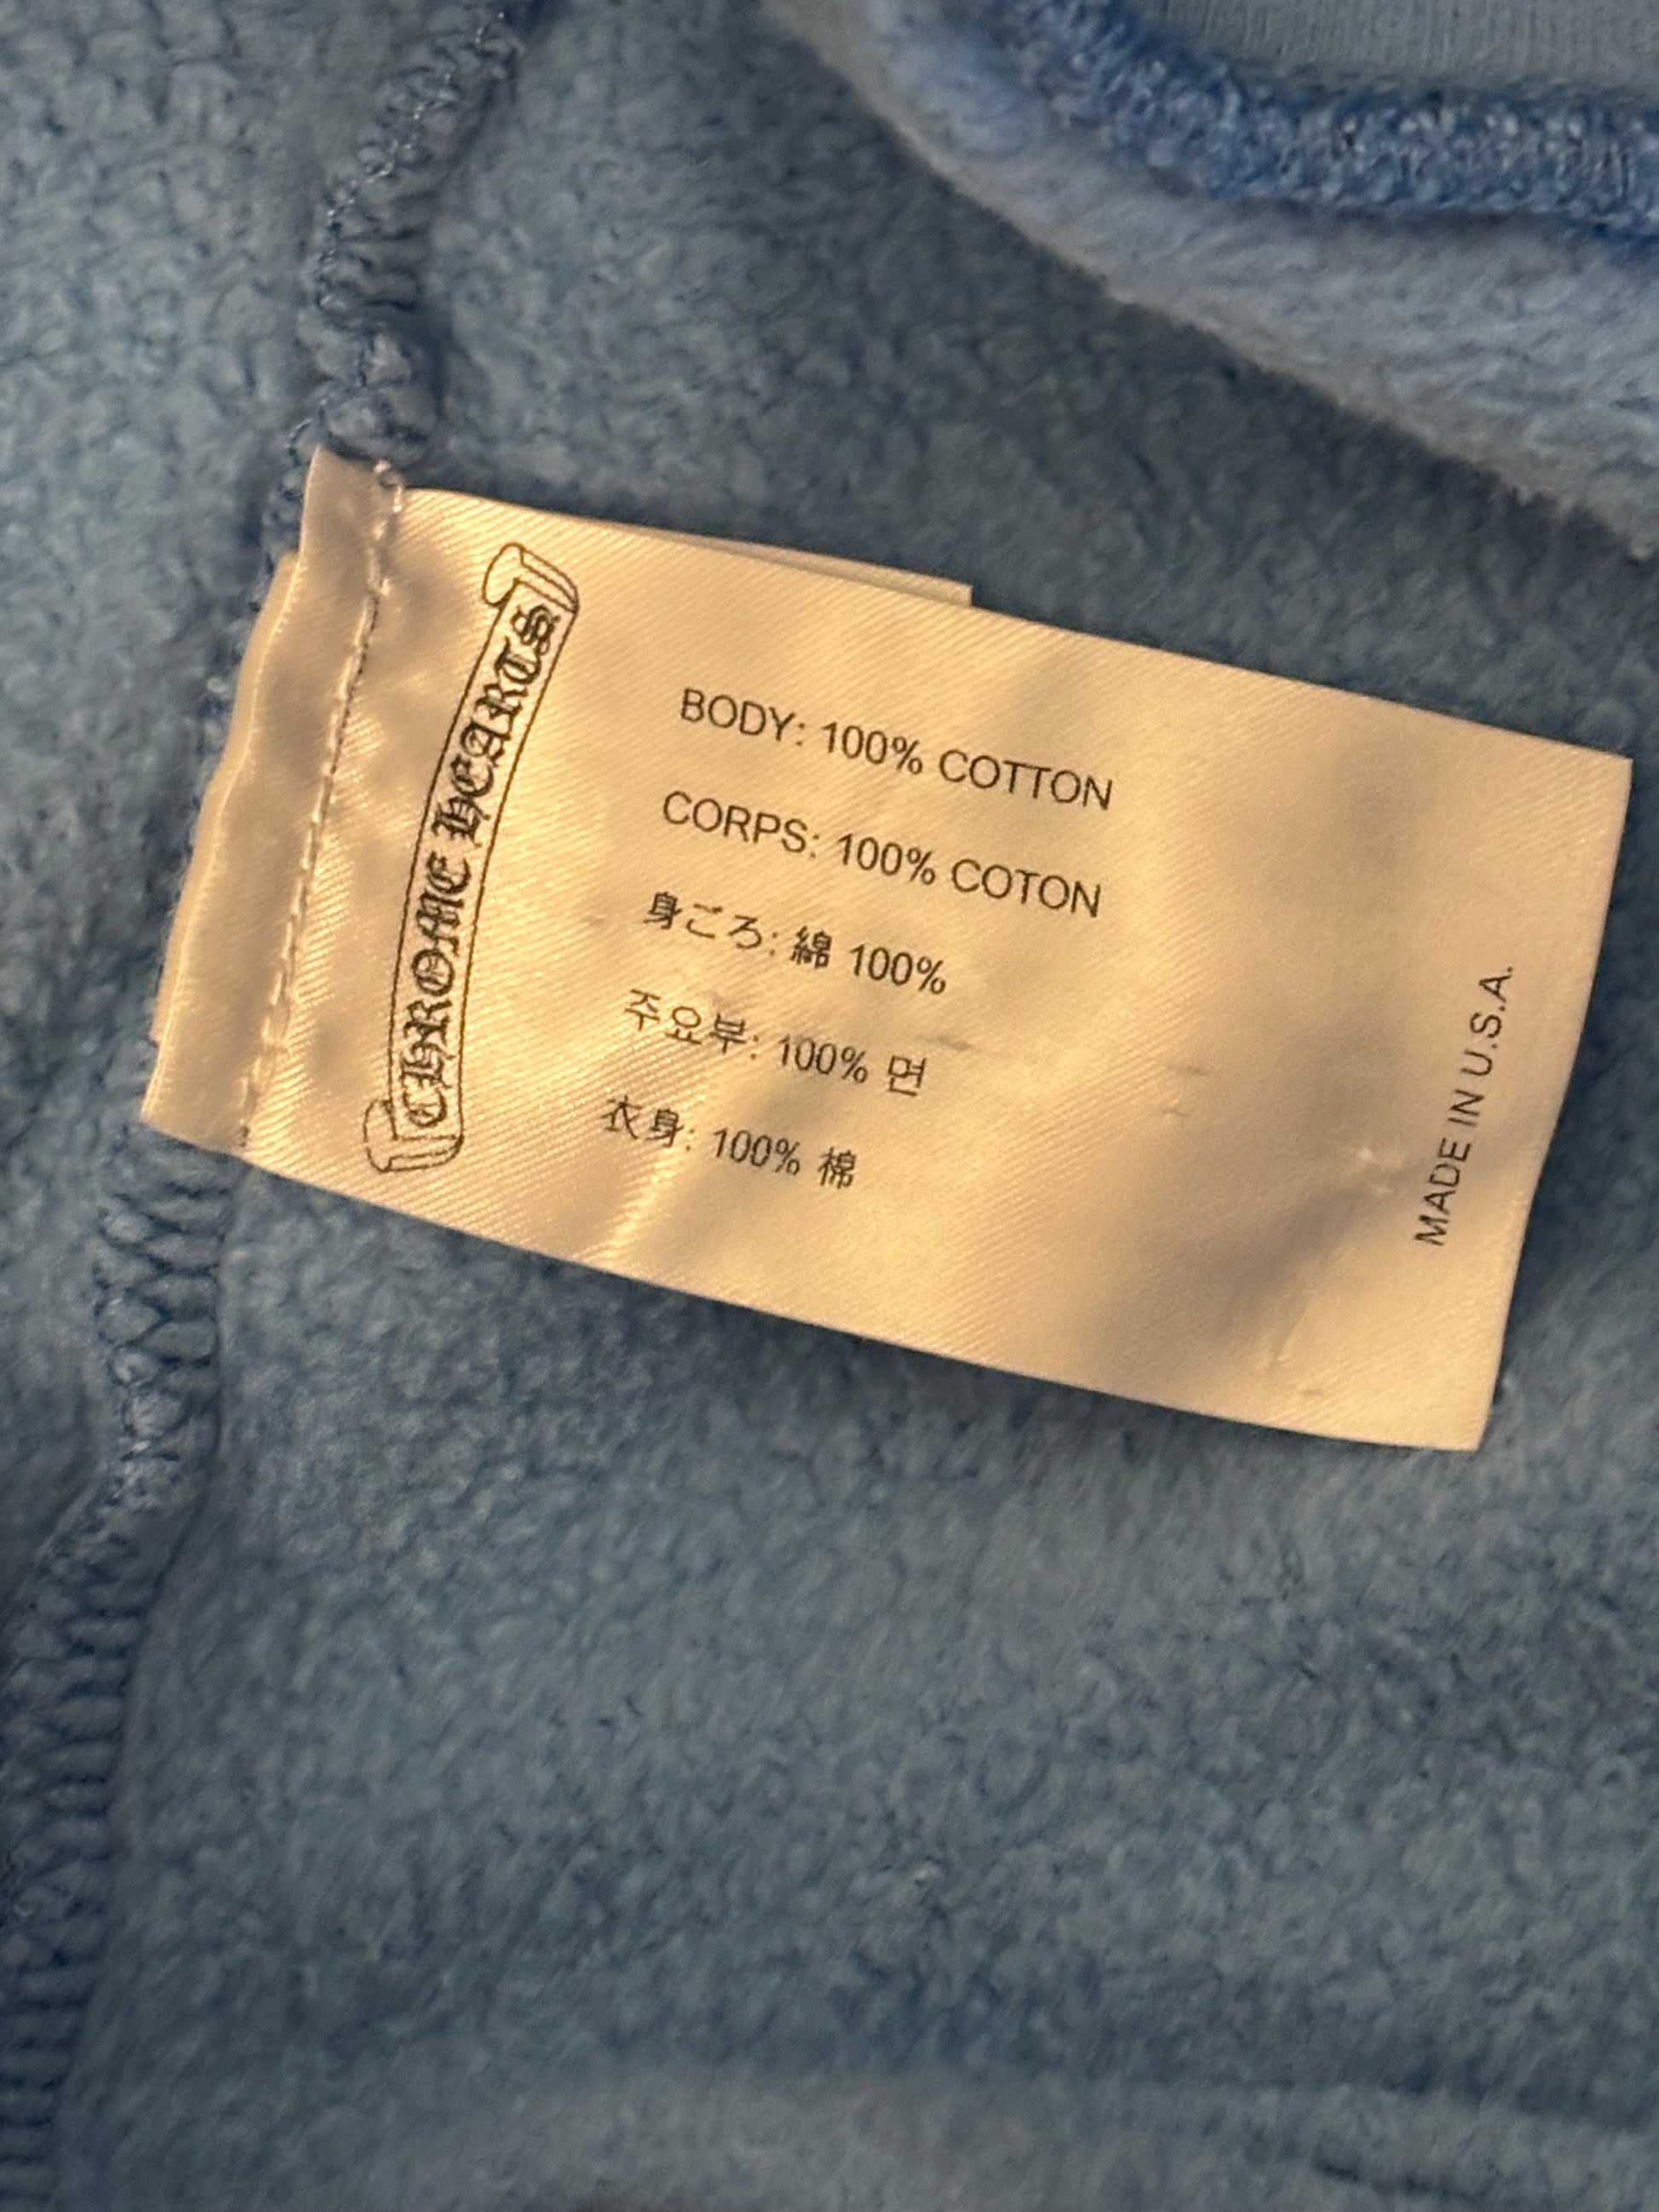 CHROME HEARTS
BODY: 100% COTTON
CORPS: 100% COTON
身ごろ: 綿 100%
주요부: 100% 면
衣身: 100% 棉
MADE IN U.S.A.